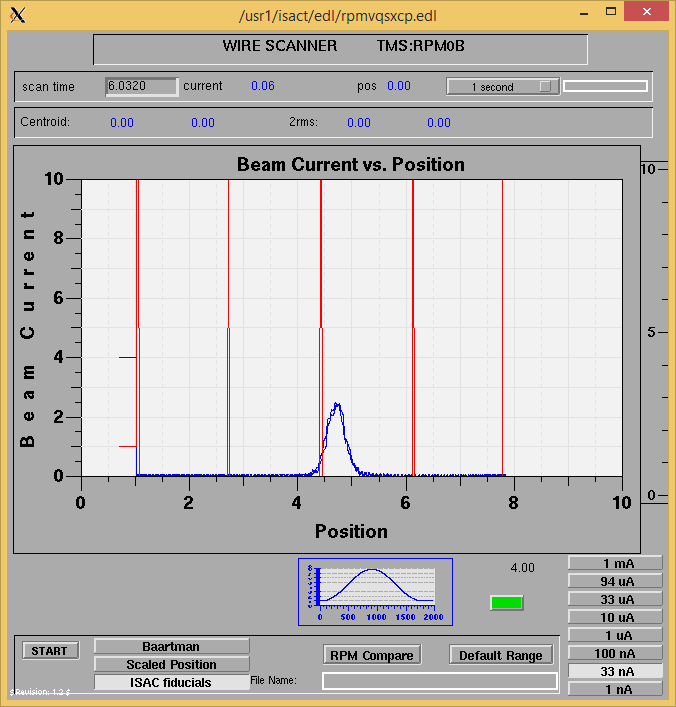 /usr1/isact/edl/rpmvqsxcp.edl
WIRE SCANNER TMS:RPM0B
scan time 6.0320 current 0.06 pos 0.00 1 second
Centroid: 0.00 0.00 2rms: 0.00 0.00
Beam Current vs. Position
Beam Current
10
8
6
4
2
0
0 2 4 6 8 10
Position
10
5
0
8
0 500 1000 1500 2000
4.00
1 mA
94 uA
33 uA
10 uA
1 uA
100 nA
33 nA
1 nA
START
Baartman
Scaled Position
ISAC fiducials
RPM Compare
Default Range
File Name:
$Revision: 1.2 $